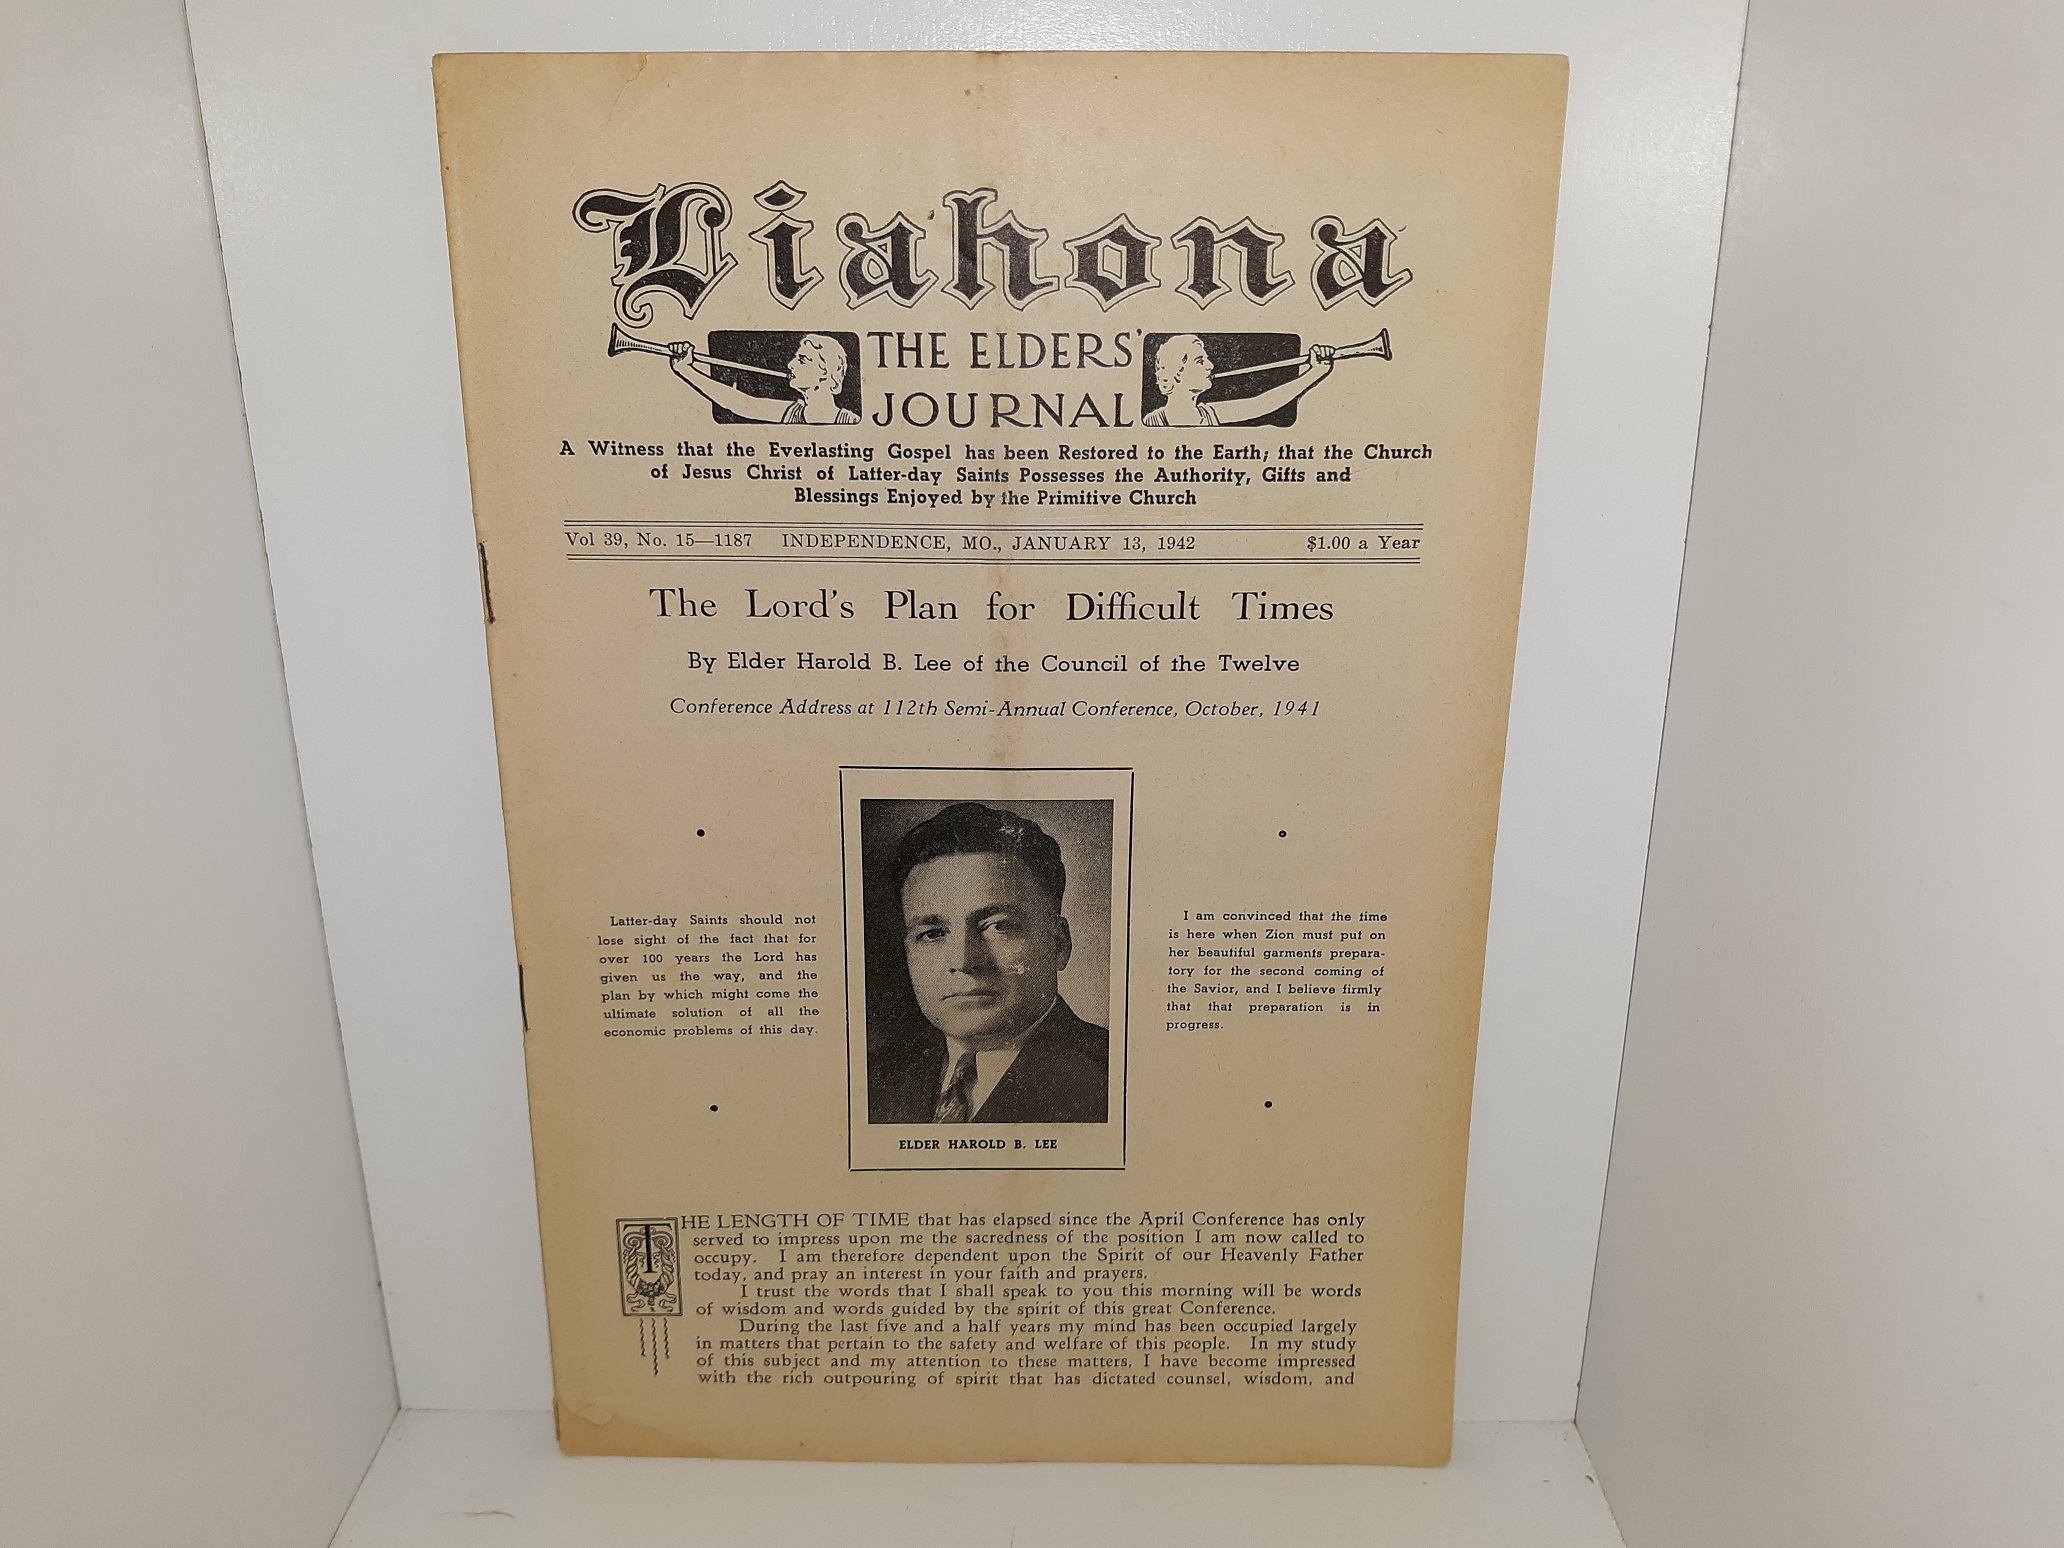 Liahona
THE ELDERS'
JOURNAL
A Witness that the Everlasting Gospel has been Restored to the Earth; that the Church
of Jesus Christ of Latter-day Saints Possesses the Authority, Gifts and
Blessings Enjoyed by the Primitive Church
Vol 39, No. 15—1187 INDEPENDENCE, MO., JANUARY 13, 1942 $1.00 a Year
The Lord's Plan for Difficult Times
By Elder Harold B. Lee of the Council of the Twelve
Conference Address at 112th Semi-Annual Conference, October, 1941
Latter-day Saints should not
lose sight of the fact that for
over 100 years the Lord has
given us the way, and the
plan by which might come the
ultimate solution of all the
economic problems of this day.
ELDER HAROLD B. LEE
I am convinced that the time
is here when Zion must put on
her beautiful garments prepara-
tory for the second coming of
the Savior, and I believe firmly
that that preparation is in
progress.
THE LENGTH OF TIME that has elapsed since the April Conference has only
served to impress upon me the sacredness of the position I am now called to
occupy. I am therefore dependent upon the Spirit of our Heavenly Father
today, and pray an interest in your faith and prayers.
I trust the words that I shall speak to you this morning will be words
of wisdom and words guided by the spirit of this great Conference.
During the last five and a half years my mind has been occupied largely
in matters that pertain to the safety and welfare of this people. In my study
of this subject and my attention to these matters, I have become impressed
with the rich outpouring of spirit that has dictated counsel, wisdom, and